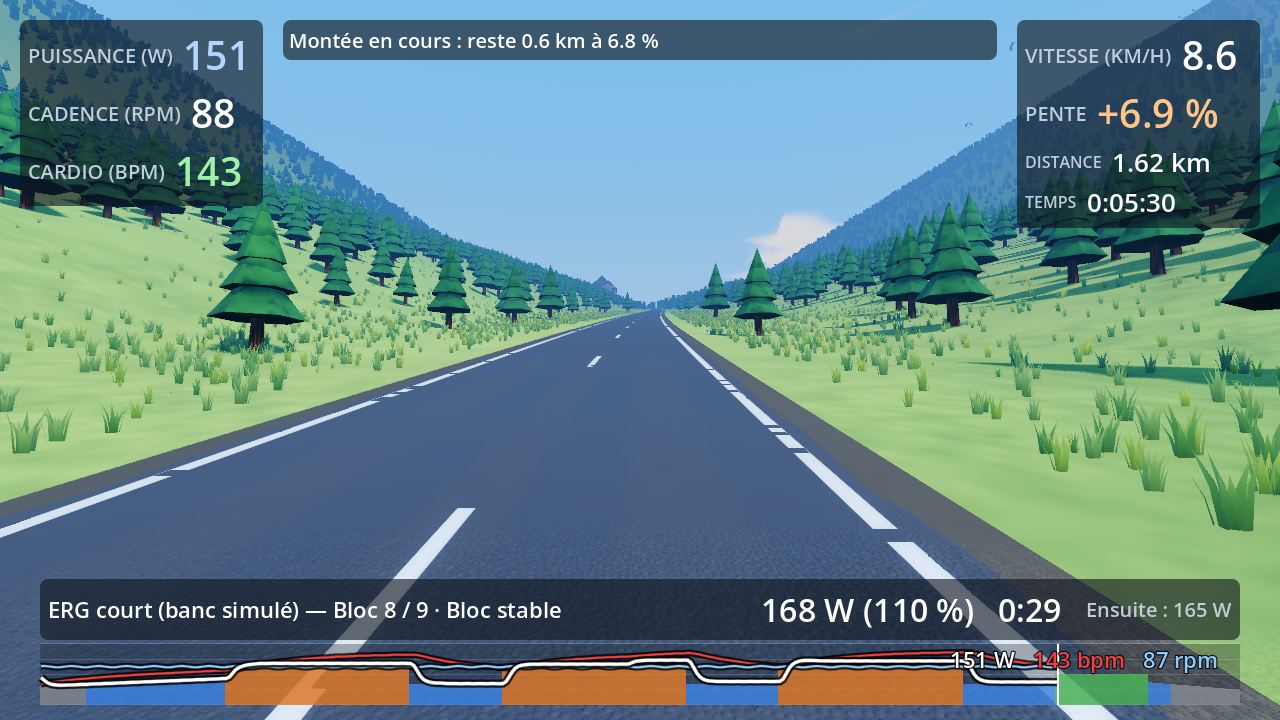 PUISSANCE (W) 151
CADENCE (RPM) 88
CARDIO (BPM) 143
Montée en cours : reste 0.6 km à 6.8 %
VITESSE (KM/H) 8.6
PENTE +6.9 %
DISTANCE 1.62 km
TEMPS 0:05:30
ERG court (banc simulé) — Bloc 8 / 9 · Bloc stable 168 W (110 %) 0:29 Ensuite : 165 W
151 W 143 bpm 87 rpm